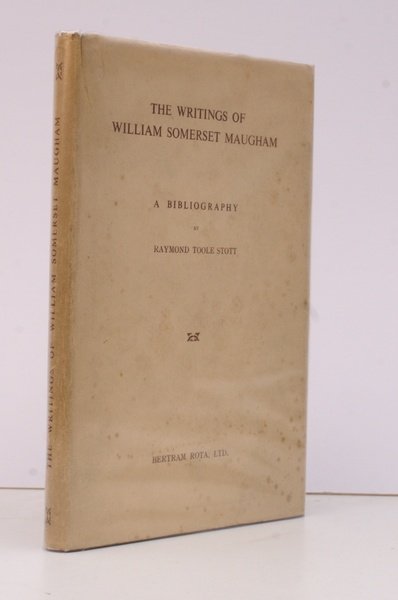 THE WRITINGS OF
WILLIAM SOMERSET MAUGHAM
A BIBLIOGRAPHY
BY
RAYMOND TOOLE STOTT
BERTRAM ROTA, LTD.
THE WRITINGS OF WILLIAM SOMERSET MAUGHAM